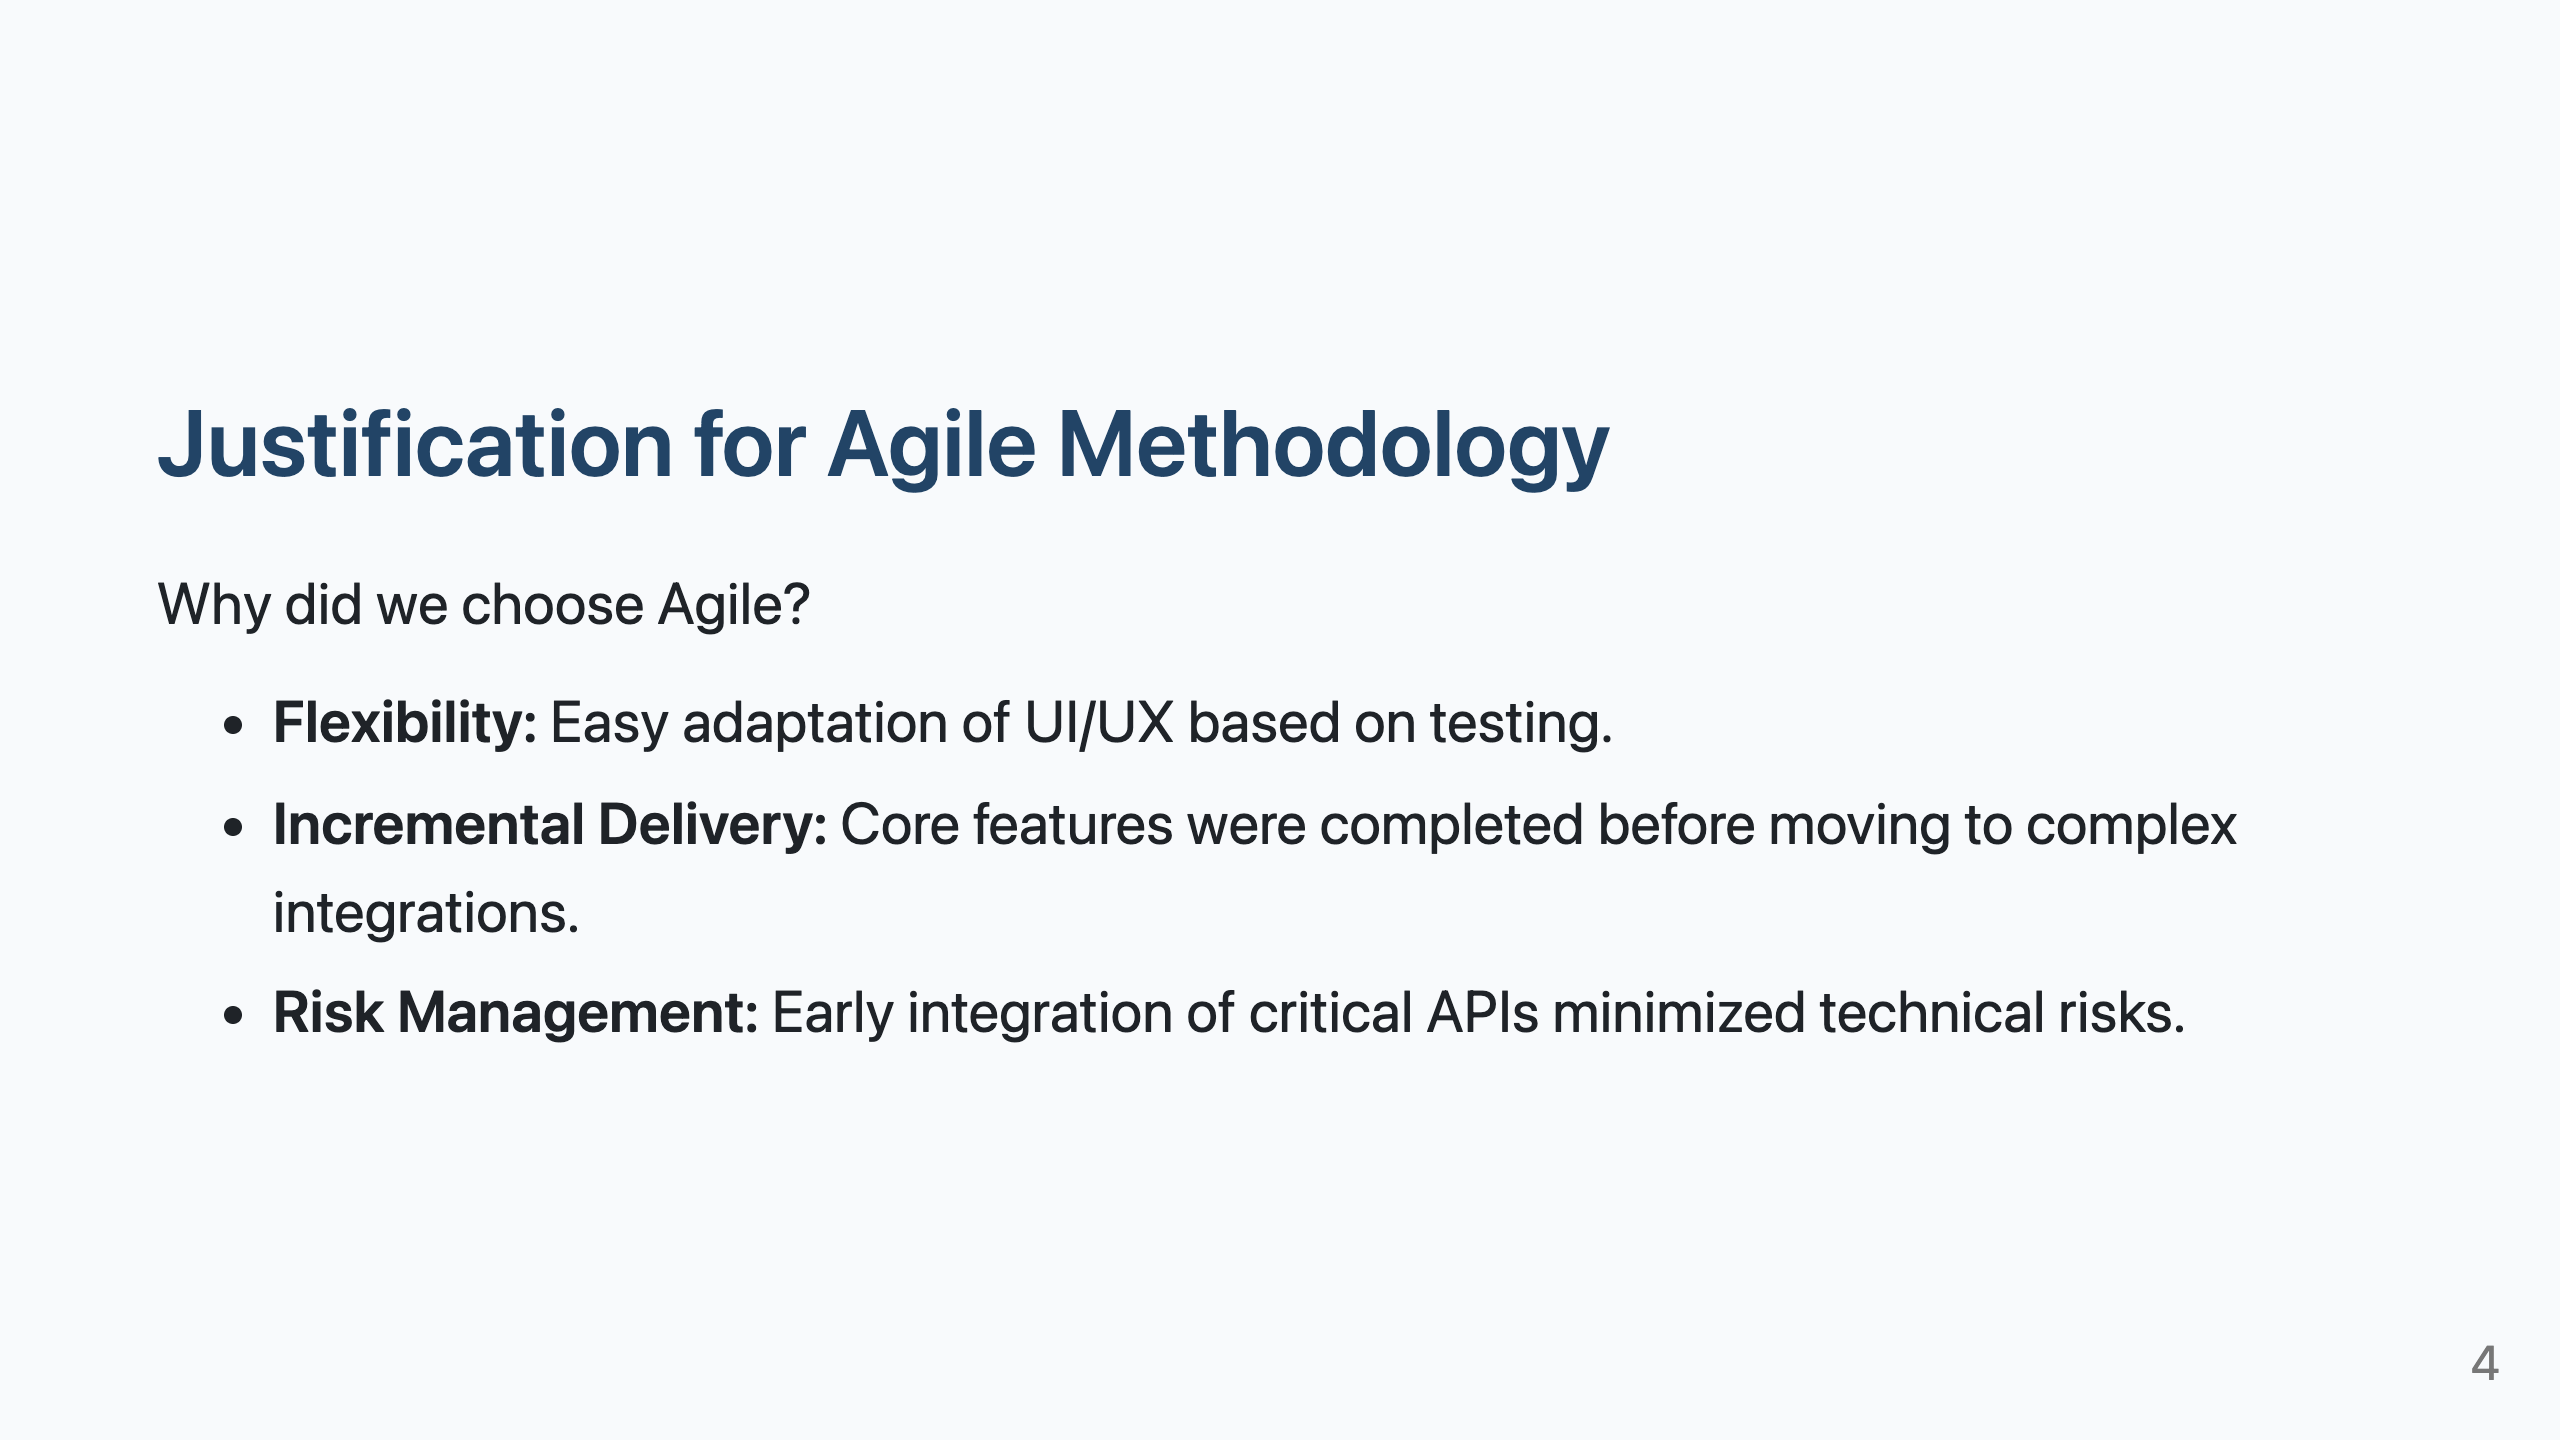 Justification for Agile Methodology
Why did we choose Agile?
• Flexibility: Easy adaptation of UI/UX based on testing.
• Incremental Delivery: Core features were completed before moving to complex
integrations.
• Risk Management: Early integration of critical APIs minimized technical risks.
4